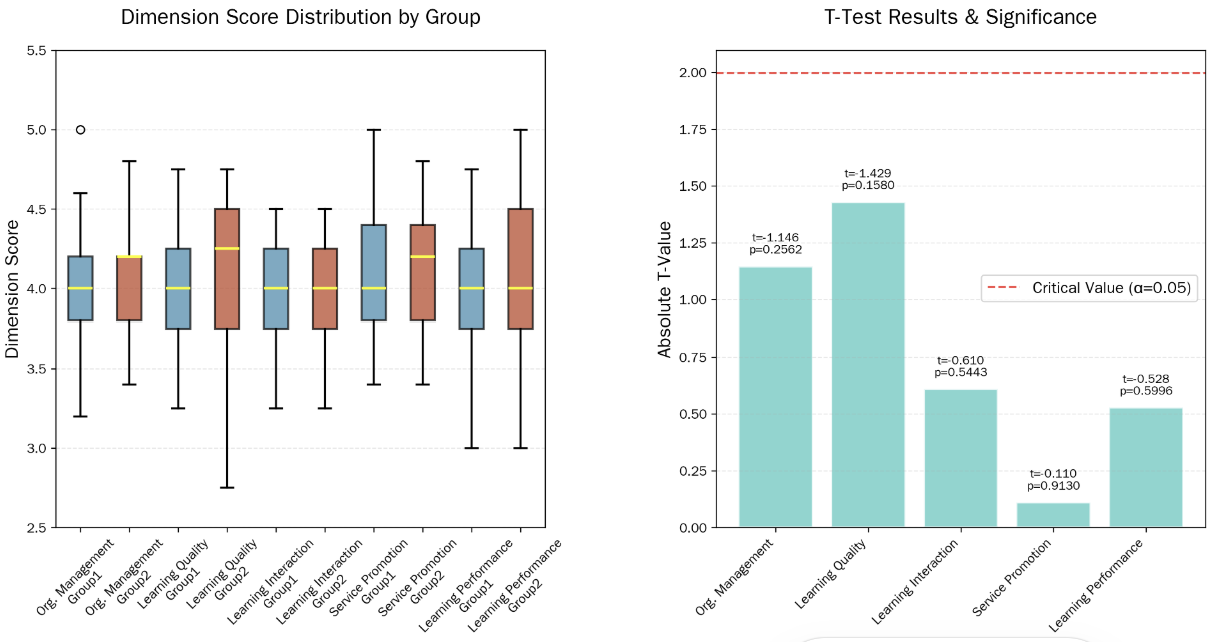 Dimension Score Distribution by Group
Dimension Score
5.5
5.0
4.5
4.0
3.5
3.0
2.5
Org. Management
Group1
Org. Management
Group2
Learning Quality
Group1
Learning Quality
Group2
Learning Interaction
Group1
Learning Interaction
Group2
Service Promotion
Group1
Service Promotion
Group2
Learning Performance
Group1
Learning Performance
Group2
T-Test Results & Significance
Absolute T-Value
2.00
1.75
1.50
1.25
1.00
0.75
0.50
0.25
0.00
t=-1.146
p=0.2562
t=-1.429
p=0.1580
t=-0.610
p=0.5443
t=-0.110
p=0.9130
t=-0.528
p=0.5996
Critical Value (α=0.05)
Org. Management
Learning Quality
Learning Interaction
Service Promotion
Learning Performance